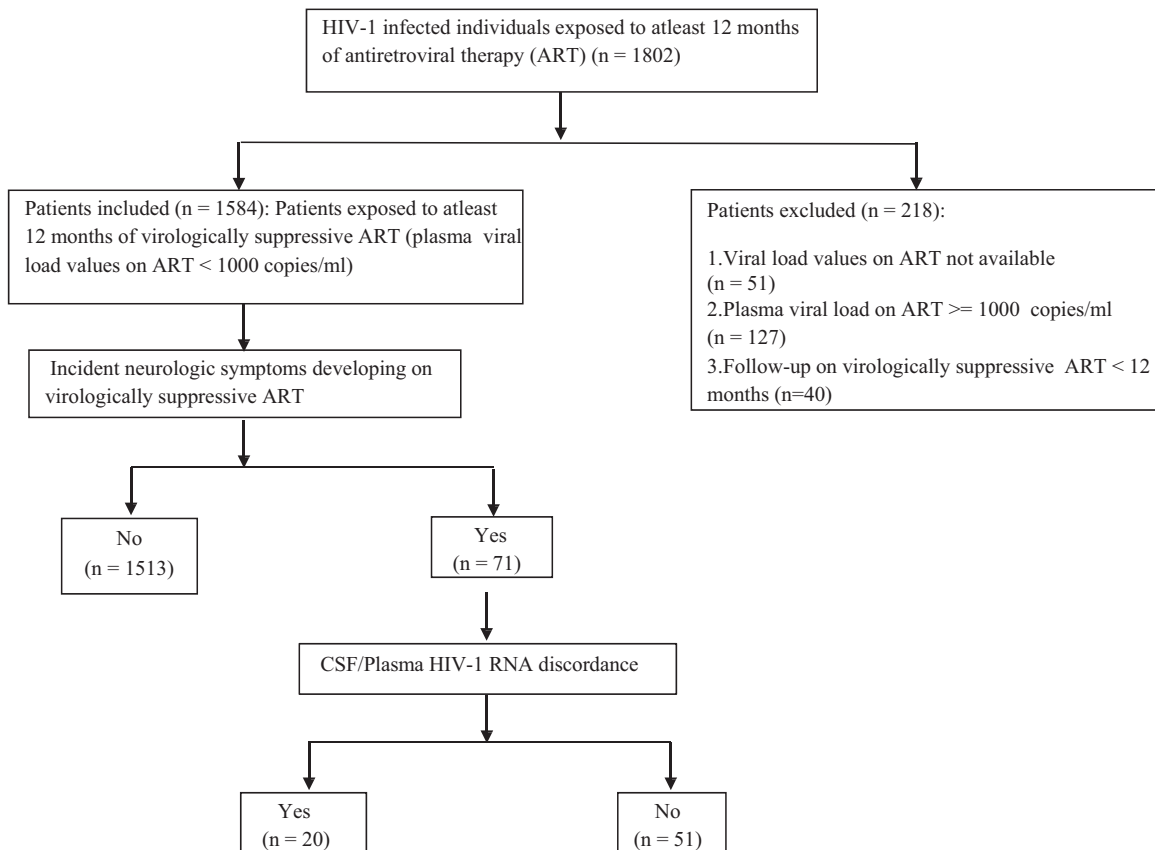 HIV-1 infected individuals exposed to atleast 12 months
of antiretroviral therapy (ART) (n = 1802)
Patients included (n = 1584): Patients exposed to atleast
12 months of virologically suppressive ART (plasma viral
load values on ART < 1000 copies/ml)
Patients excluded (n = 218):
1.Viral load values on ART not available
(n = 51)
2.Plasma viral load on ART >= 1000 copies/ml
(n = 127)
3.Follow-up on virologically suppressive ART < 12
months (n=40)
Incident neurologic symptoms developing on
virologically suppressive ART
No
(n = 1513)
Yes
(n = 71)
CSF/Plasma HIV-1 RNA discordance
Yes
(n = 20)
No
(n = 51)